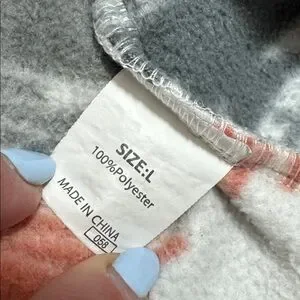 SIZE:L
100%Polyester
MADE IN CHINA
058